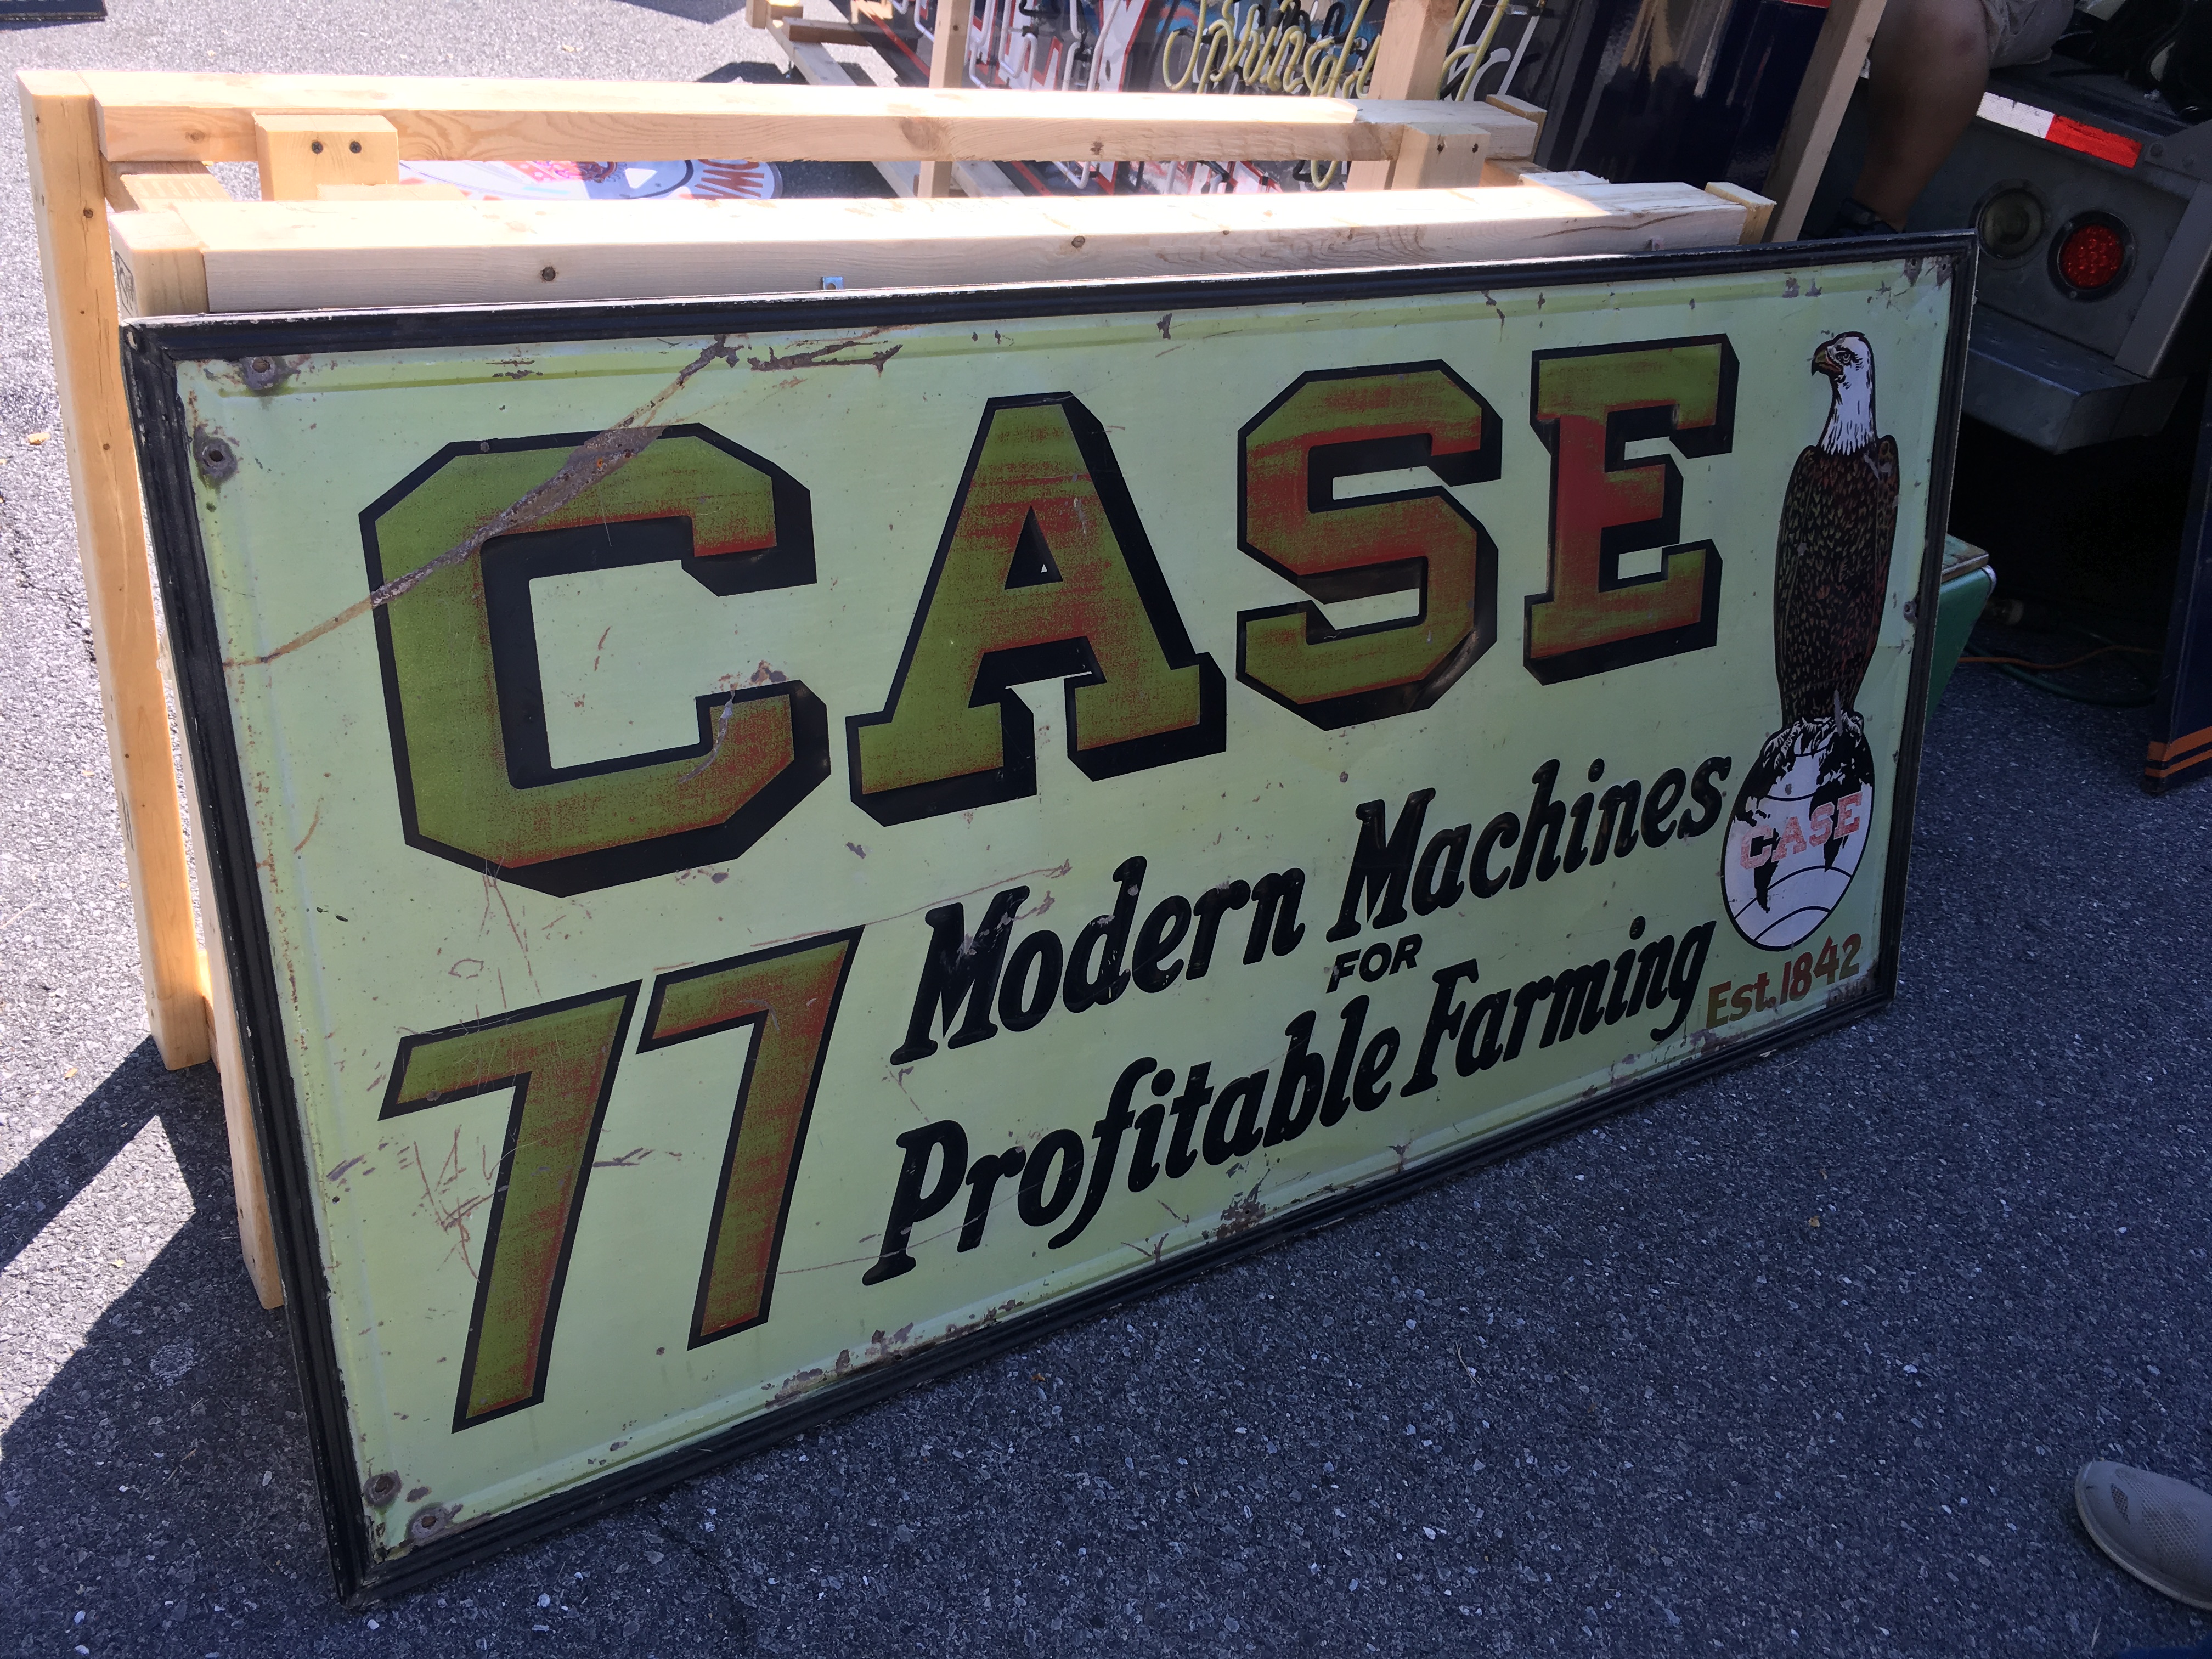 CASE
77 Modern Machines
FOR
Profitable Farming
CASE
Est. 1842